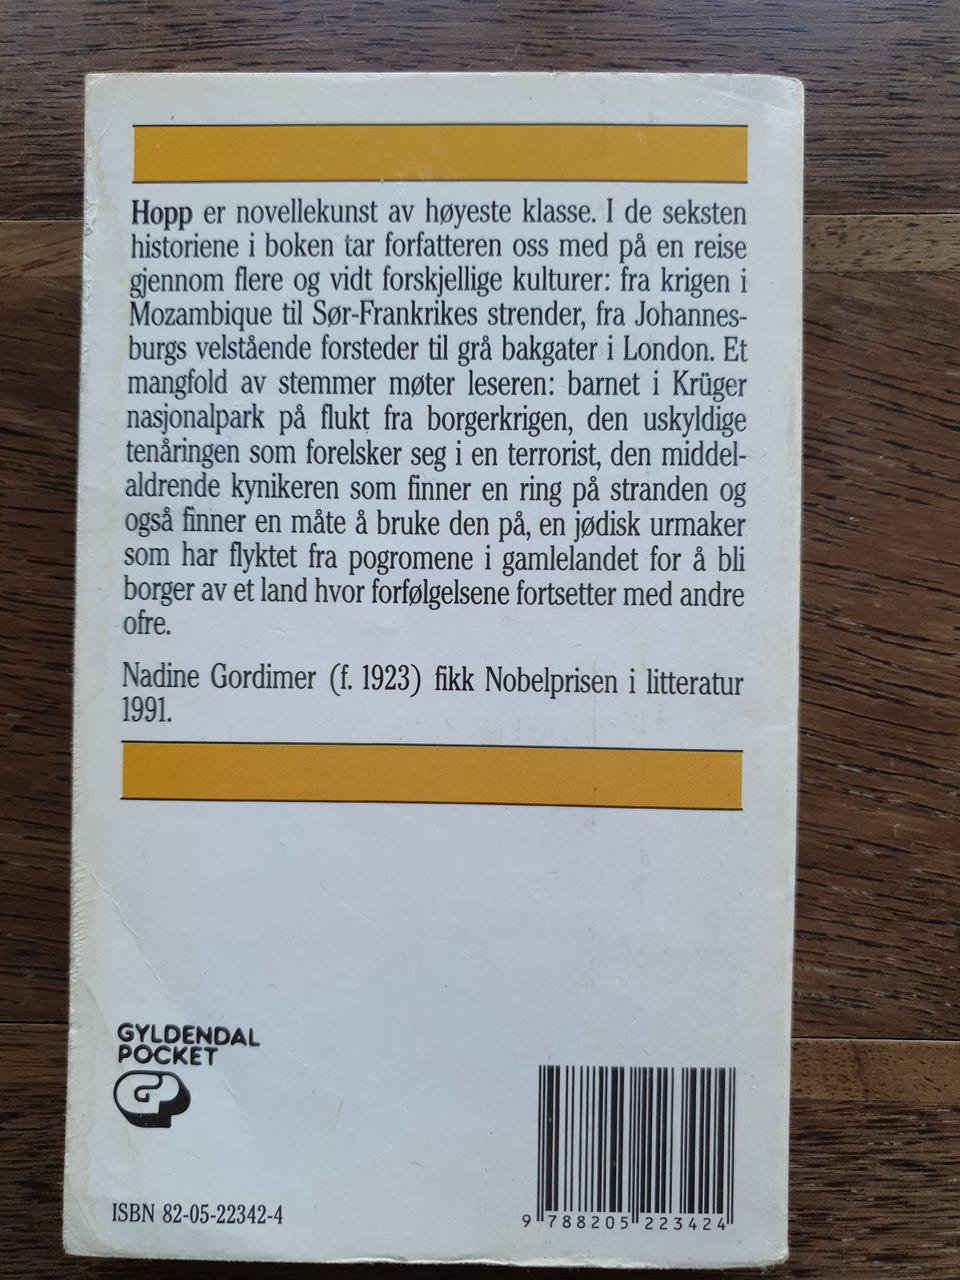 Hopp er novellekunst av høyeste klasse. I de seksten
historiene i boken tar forfatteren oss med på en reise
gjennom flere og vidt forskjellige kulturer: fra krigen i
Mozambique til Sør-Frankrikes strender, fra Johannes-
burgs velstående forsteder til grå bakgater i London. Et
mangfold av stemmer møter leseren: barnet i Krüger
nasjonalpark på flukt fra borgerkrigen, den uskyldige
tenåringen som forelsker seg i en terrorist, den middel-
aldrende kynikeren som finner en ring på stranden og
også finner en måte å bruke den på, en jødisk urmaker
som har flyktet fra pogromene i gamlelandet for å bli
borger av et land hvor forfølgelsene fortsetter med andre
ofre.
Nadine Gordimer (f. 1923) fikk Nobelprisen i litteratur
1991.
GYLDENDAL
POCKET
GP
ISBN 82-05-22342-4
9 788205 223424